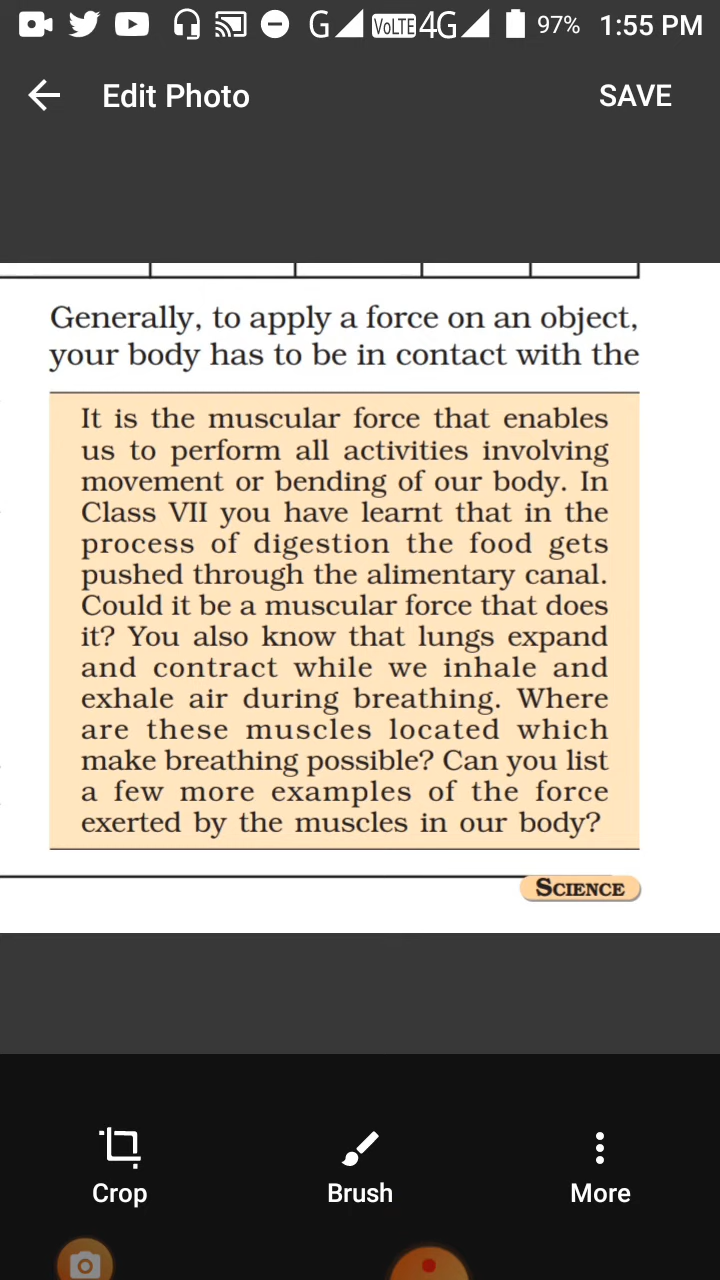 G VoLTE 4G 97% 1:55 PM
Edit Photo SAVE
Generally, to apply a force on an object,
your body has to be in contact with the
It is the muscular force that enables
us to perform all activities involving
movement or bending of our body. In
Class VII you have learnt that in the
process of digestion the food gets
pushed through the alimentary canal.
Could it be a muscular force that does
it? You also know that lungs expand
and contract while we inhale and
exhale air during breathing. Where
are these muscles located which
make breathing possible? Can you list
a few more examples of the force
exerted by the muscles in our body?
SCIENCE
Crop Brush More